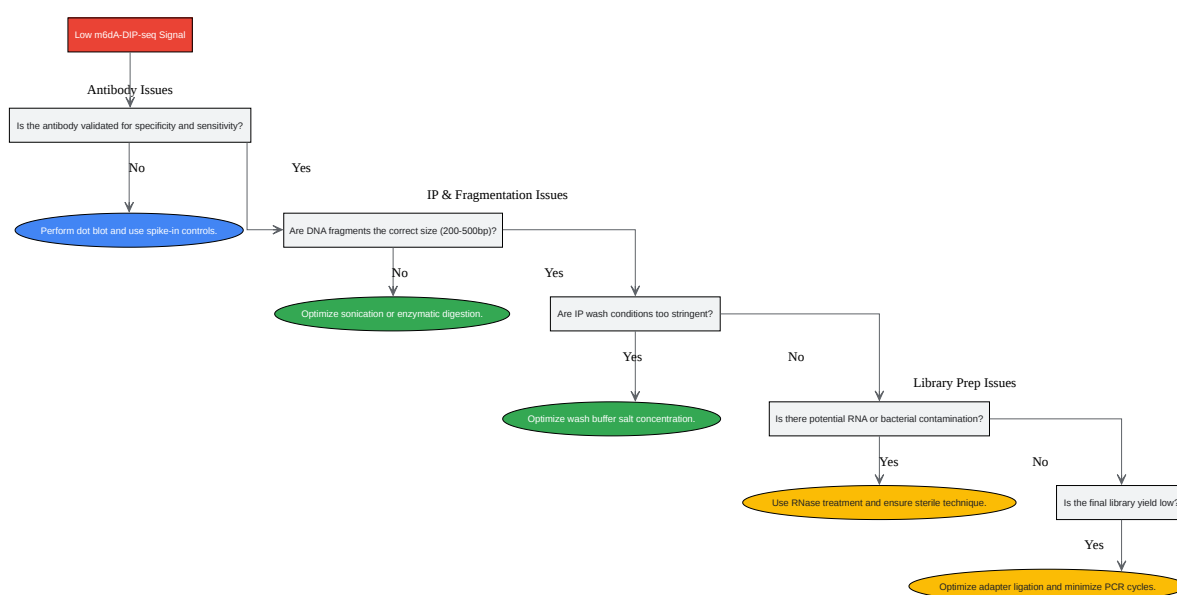 Low m6dA-DIP-seq Signal
Antibody Issues
Is the antibody validated for specificity and sensitivity?
No
Yes
IP & Fragmentation Issues
Perform dot blot and use spike-in controls.
Are DNA fragments the correct size (200-500bp)?
No
Yes
Optimize sonication or enzymatic digestion.
Are IP wash conditions too stringent?
Yes
No
Library Prep Issues
Optimize wash buffer salt concentration.
Is there potential RNA or bacterial contamination?
Yes
No
Use RNase treatment and ensure sterile technique.
Is the final library yield low?
Yes
Optimize adapter ligation and minimize PCR cycles.